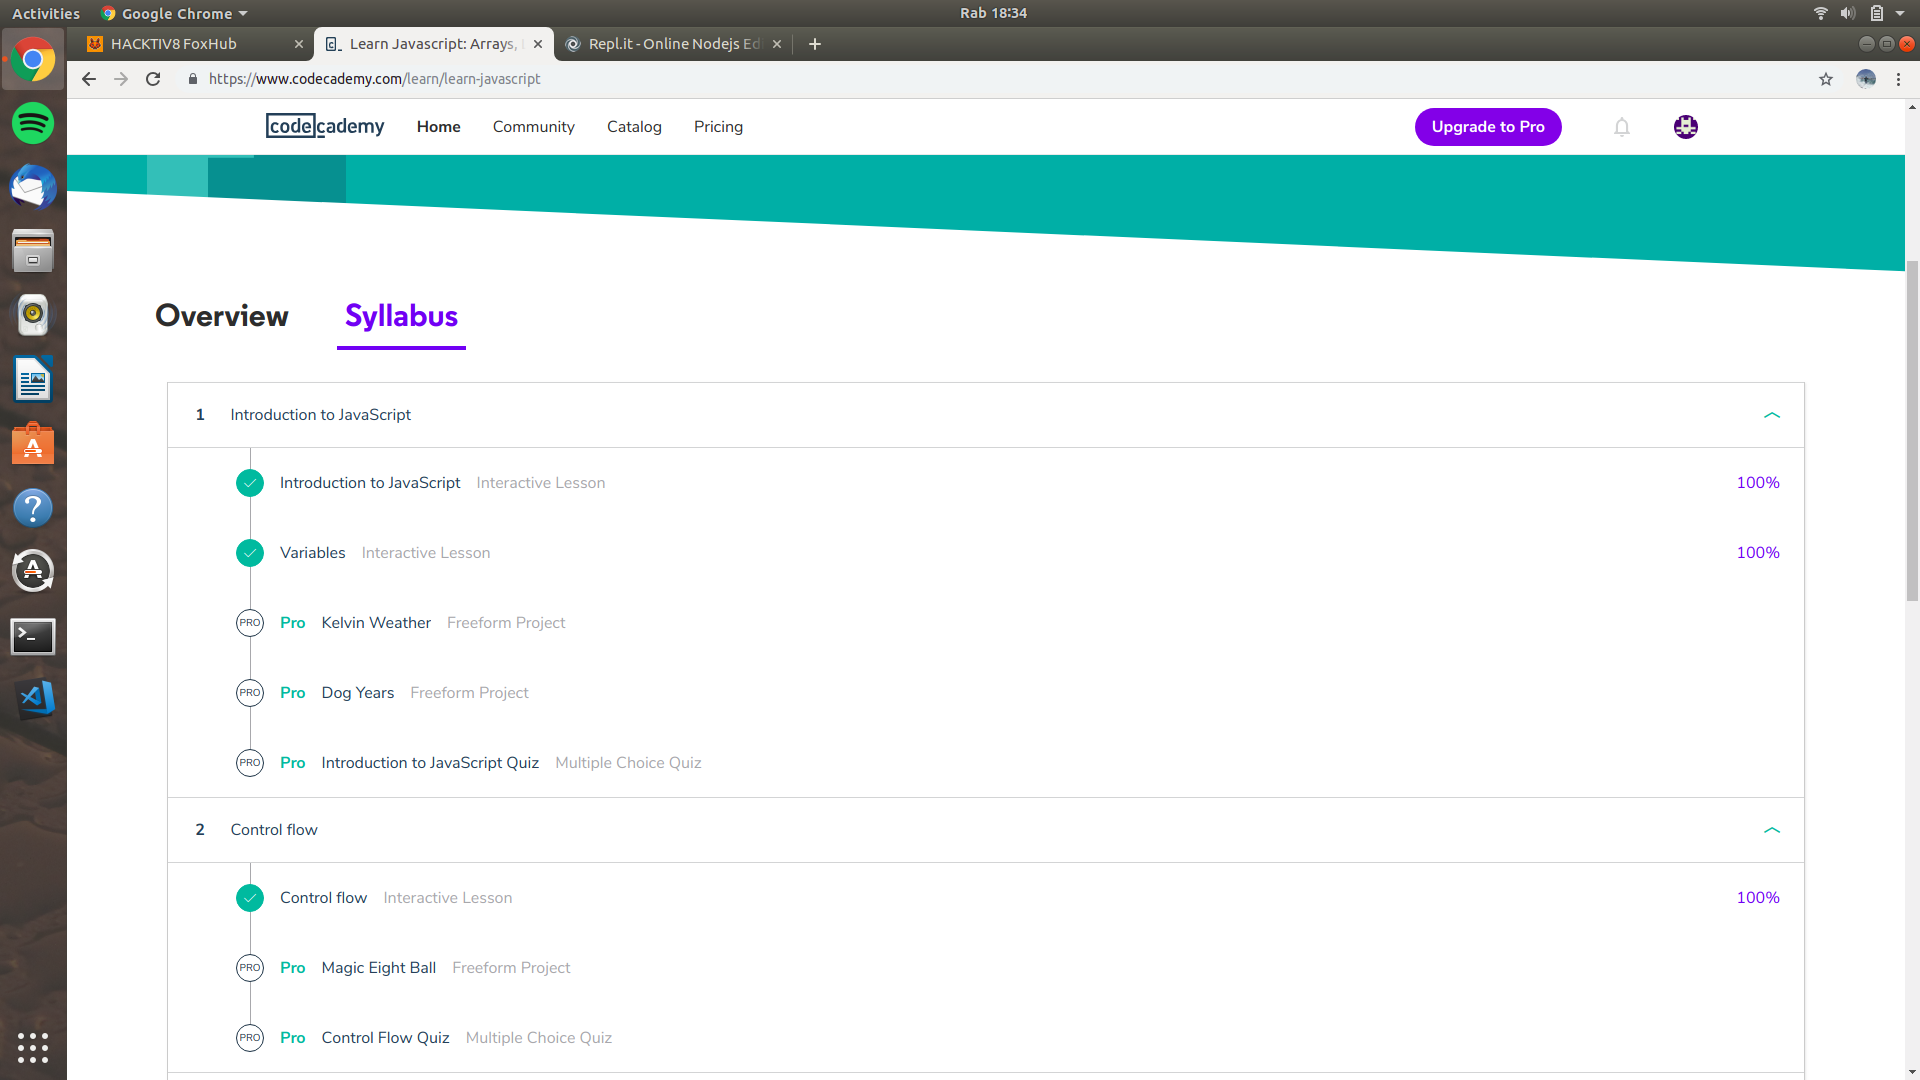 Activities Google Chrome Rab 18:34
HACKTIV8 FoxHub Learn Javascript: Arrays, Repl.it - Online Nodejs Ed
https://www.codecademy.com/learn/learn-javascript
codecademy Home Community Catalog Pricing Upgrade to Pro
Overview Syllabus
1 Introduction to JavaScript
Introduction to JavaScript Interactive Lesson 100%
Variables Interactive Lesson 100%
PRO Pro Kelvin Weather Freeform Project
PRO Pro Dog Years Freeform Project
PRO Pro Introduction to JavaScript Quiz Multiple Choice Quiz
2 Control flow
Control flow Interactive Lesson 100%
PRO Pro Magic Eight Ball Freeform Project
PRO Pro Control Flow Quiz Multiple Choice Quiz